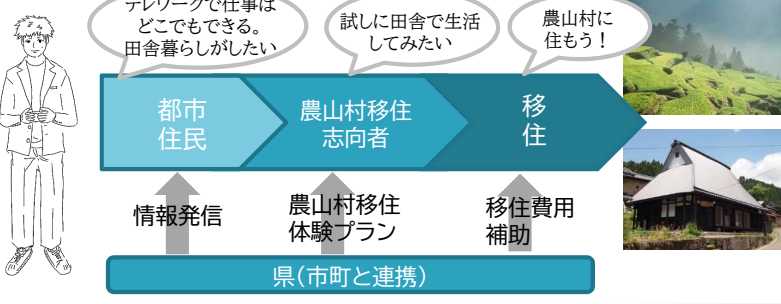 テレワークで仕事は
どこでもできる。
田舎暮らしがしたい
試しに田舎で生活
してみたい
農山村に
住もう！
都市
住民
農山村移住
志向者
移
住
情報発信
農山村移住
体験プラン
移住費用
補助
県(市町と連携)